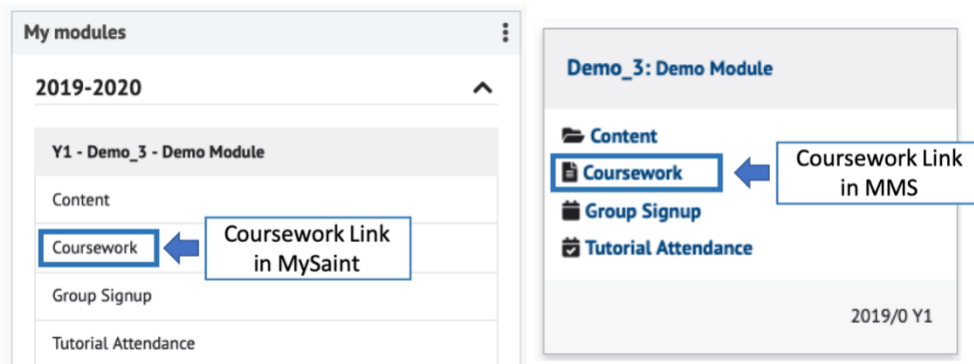 My modules
2019-2020
Y1 - Demo_3 - Demo Module
Content
Coursework
Coursework Link
in MySaint
Group Signup
Tutorial Attendance
Demo_3: Demo Module
Content
Coursework
Coursework Link
in MMS
Group Signup
Tutorial Attendance
2019/0 Y1